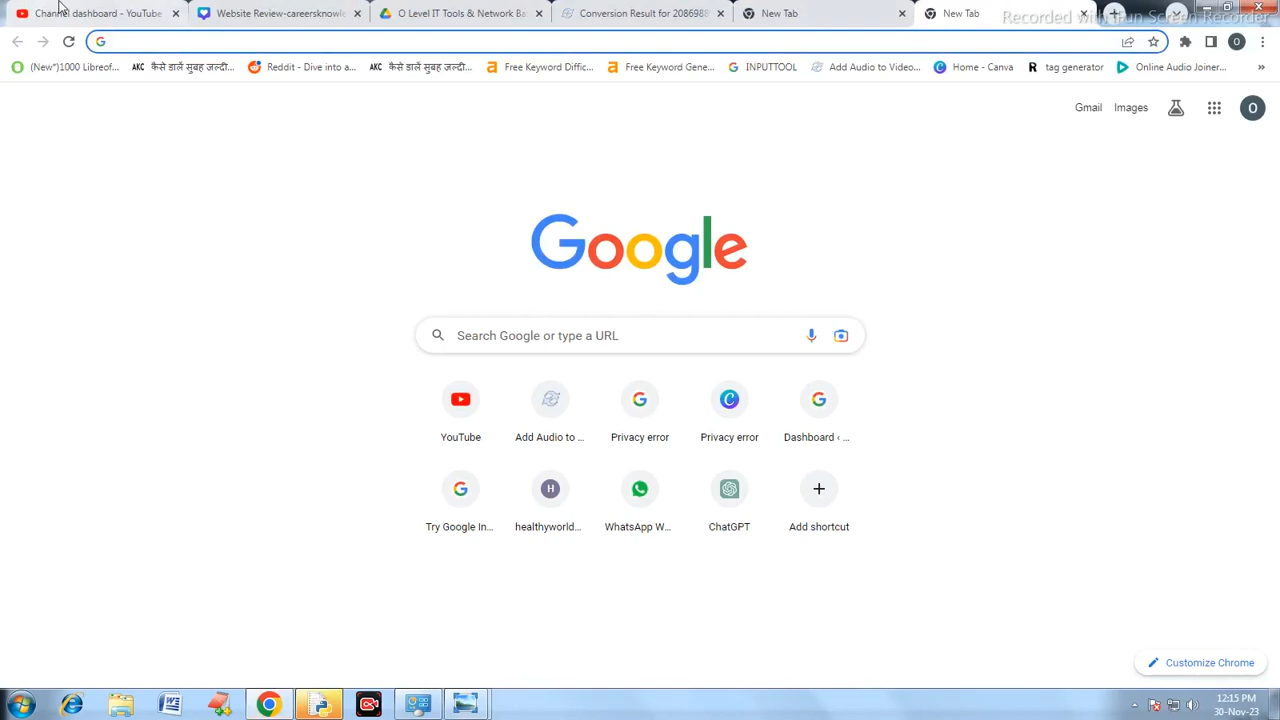 Channel dashboard - YouTube
Website Review-careersknowle
O Level IT Tools & Network Ba
Conversion Result for 2086988
New Tab
New Tab
Recorded with Fun Screen Recorder
(New*)1000 Libreof...
AKC कैसे डालें सुबह जल्दी...
Reddit - Dive into a...
AKC कैसे डालें सुबह जल्दी...
Free Keyword Diffic...
Free Keyword Gene...
INPUTTOOL
Add Audio to Video...
Home - Canva
R tag generator
Online Audio Joiner...
»
Gmail
Images
O
Google
Search Google or type a URL
YouTube
Add Audio to ...
Privacy error
Privacy error
Dashboard ‹ ...
H
Try Google In...
healthyworld...
WhatsApp W...
ChatGPT
Add shortcut
Customize Chrome
12:15 PM
30-Nov-23